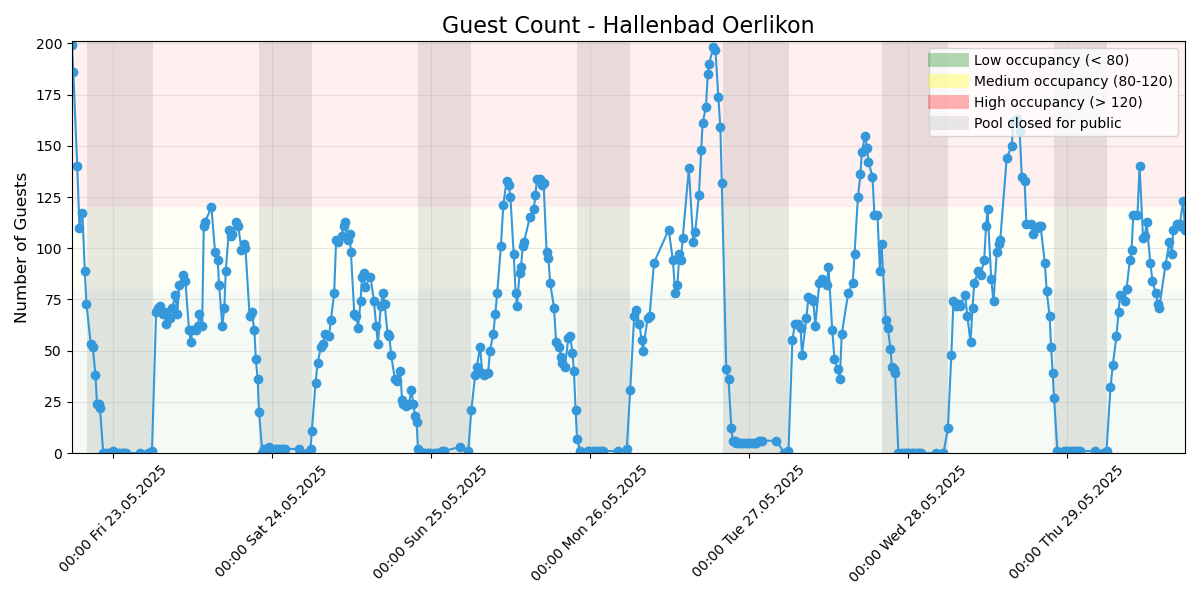 Guest Count - Hallenbad Oerlikon
Number of Guests
200
175
150
125
100
75
50
25
0
Low occupancy (< 80)
Medium occupancy (80-120)
High occupancy (> 120)
Pool closed for public
00:00 Fri 23.05.2025
00:00 Sat 24.05.2025
00:00 Sun 25.05.2025
00:00 Mon 26.05.2025
00:00 Tue 27.05.2025
00:00 Wed 28.05.2025
00:00 Thu 29.05.2025